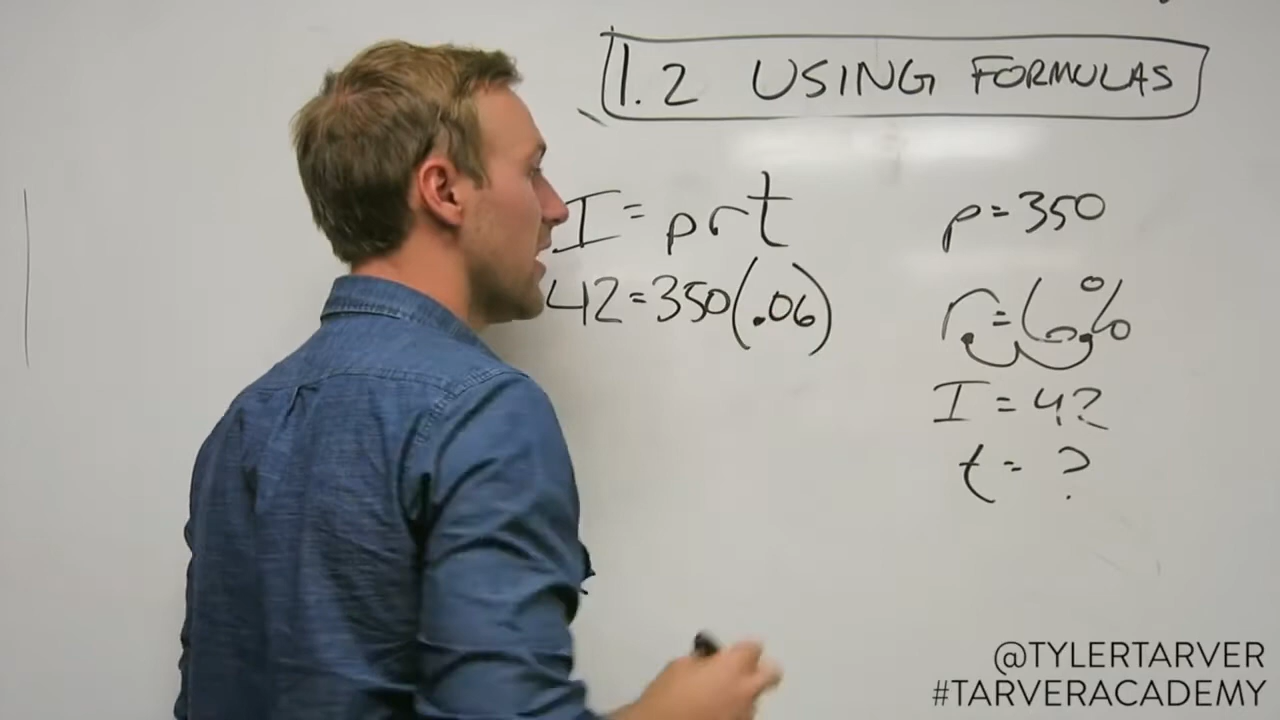 1.2 USING FORMULAS
I = prt
42=350(.06)
p=350
r=6%
I=42
t= ?
@TYLERTARVER
#TARVERACADEMY